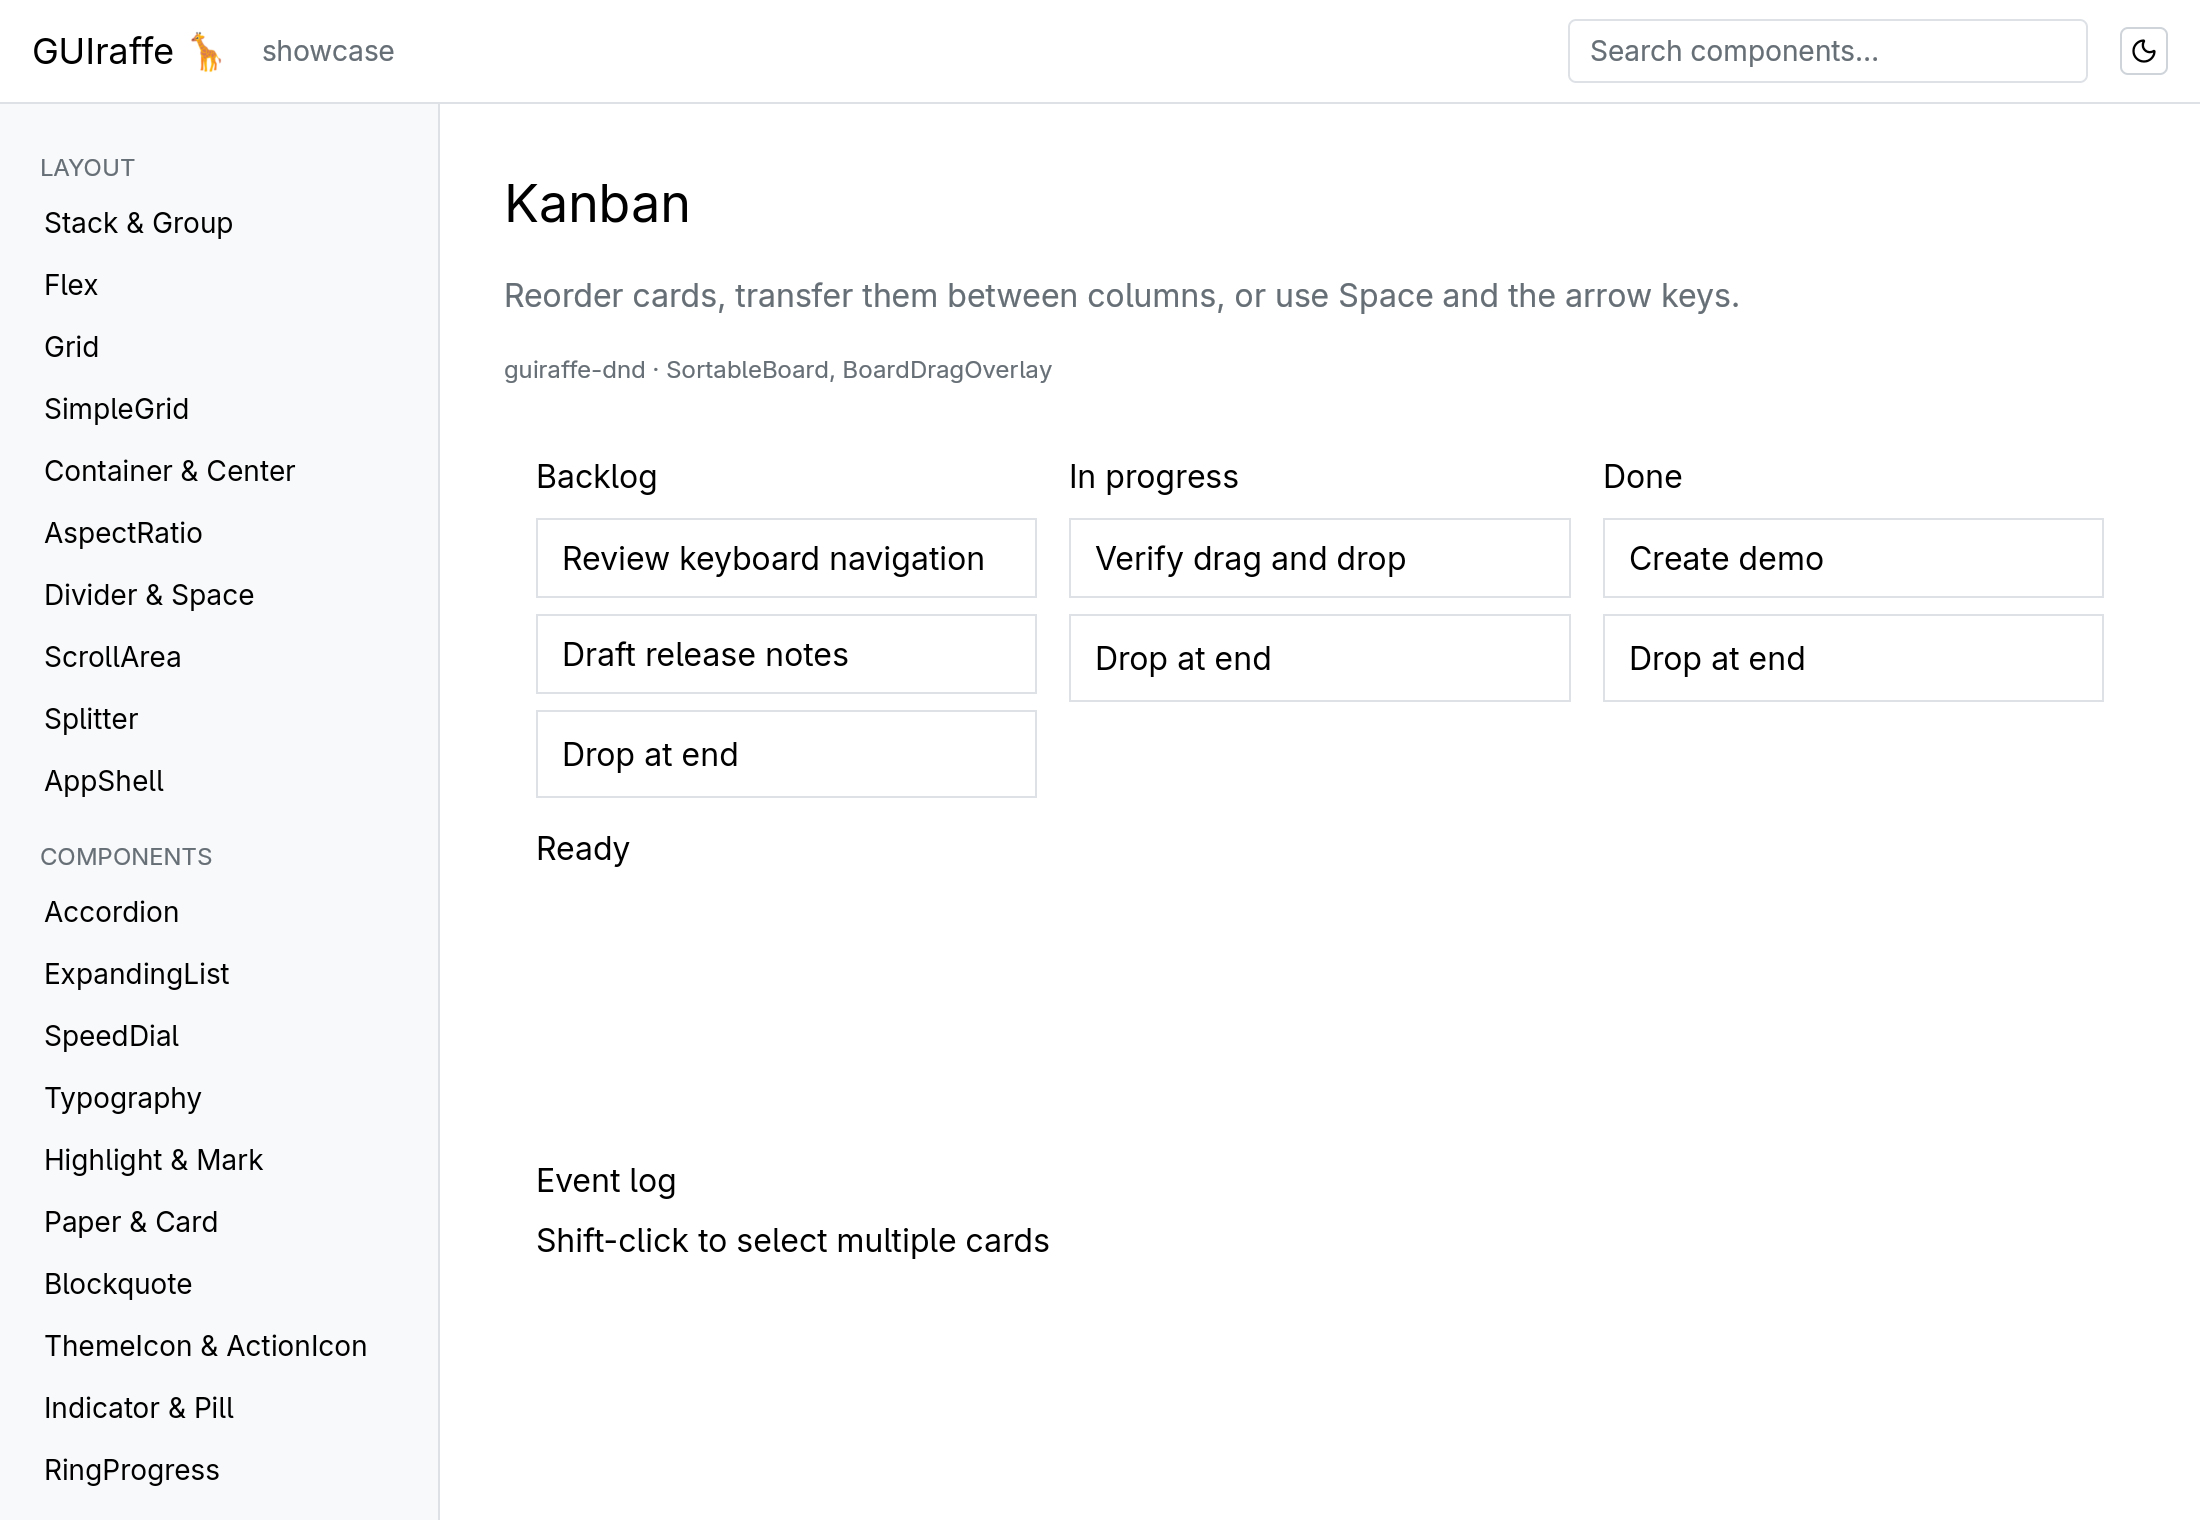 GUIraffe 🦒 showcase
Search components...
LAYOUT
Stack & Group
Flex
Grid
SimpleGrid
Container & Center
AspectRatio
Divider & Space
ScrollArea
Splitter
AppShell
COMPONENTS
Accordion
ExpandingList
SpeedDial
Typography
Highlight & Mark
Paper & Card
Blockquote
ThemeIcon & ActionIcon
Indicator & Pill
RingProgress
Kanban
Reorder cards, transfer them between columns, or use Space and the arrow keys.
guiraffe-dnd · SortableBoard, BoardDragOverlay
Backlog
Review keyboard navigation
Draft release notes
Drop at end
In progress
Verify drag and drop
Drop at end
Done
Create demo
Drop at end
Ready
Event log
Shift-click to select multiple cards